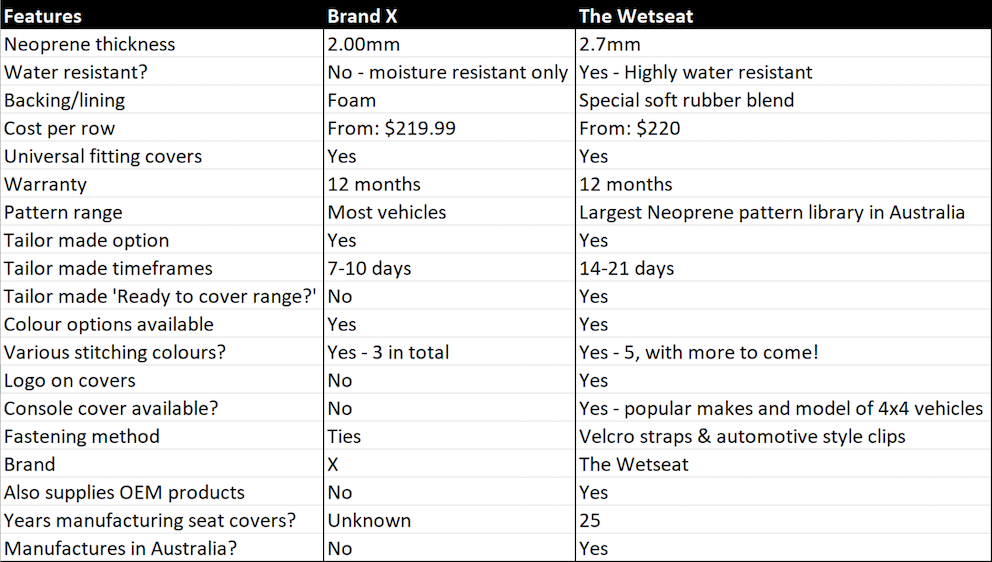 Features Brand X The Wetseat
Neoprene thickness 2.00mm 2.7mm
Water resistant? No - moisture resistant only Yes - Highly water resistant
Backing/lining Foam Special soft rubber blend
Cost per row From: $219.99 From: $220
Universal fitting covers Yes Yes
Warranty 12 months 12 months
Pattern range Most vehicles Largest Neoprene pattern library in Australia
Tailor made option Yes Yes
Tailor made timeframes 7-10 days 14-21 days
Tailor made 'Ready to cover range?' No Yes
Colour options available Yes Yes
Various stitching colours? Yes - 3 in total Yes - 5, with more to come!
Logo on covers No Yes
Console cover available? No Yes - popular makes and model of 4x4 vehicles
Fastening method Ties Velcro straps & automotive style clips
Brand X The Wetseat
Also supplies OEM products No Yes
Years manufacturing seat covers? Unknown 25
Manufactures in Australia? No Yes